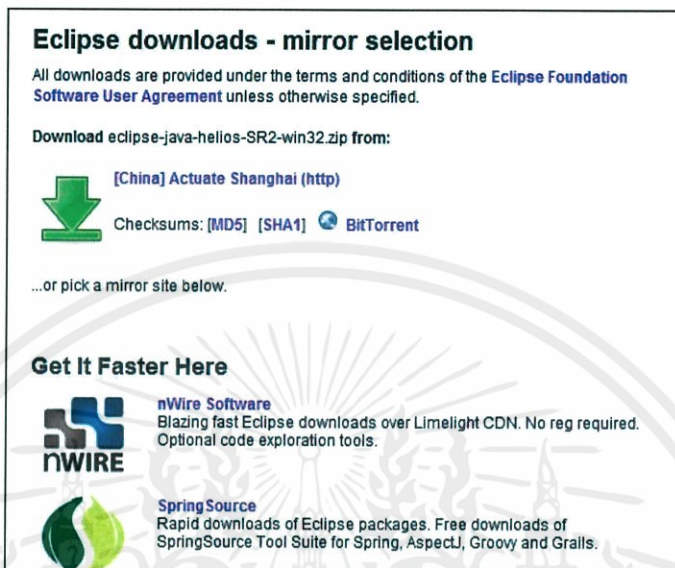 Eclipse downloads - mirror selection
All downloads are provided under the terms and conditions of the Eclipse Foundation
Software User Agreement unless otherwise specified.
Download eclipse-java-helios-SR2-win32.zip from:
[China] Actuate Shanghai (http)
Checksums: [MD5] [SHA1] BitTorrent
...or pick a mirror site below.
Get It Faster Here
nWire Software
Blazing fast Eclipse downloads over Limelight CDN. No reg required.
Optional code exploration tools.
nWIRE
SpringSource
Rapid downloads of Eclipse packages. Free downloads of
SpringSource Tool Suite for Spring, AspectJ, Groovy and Grails.